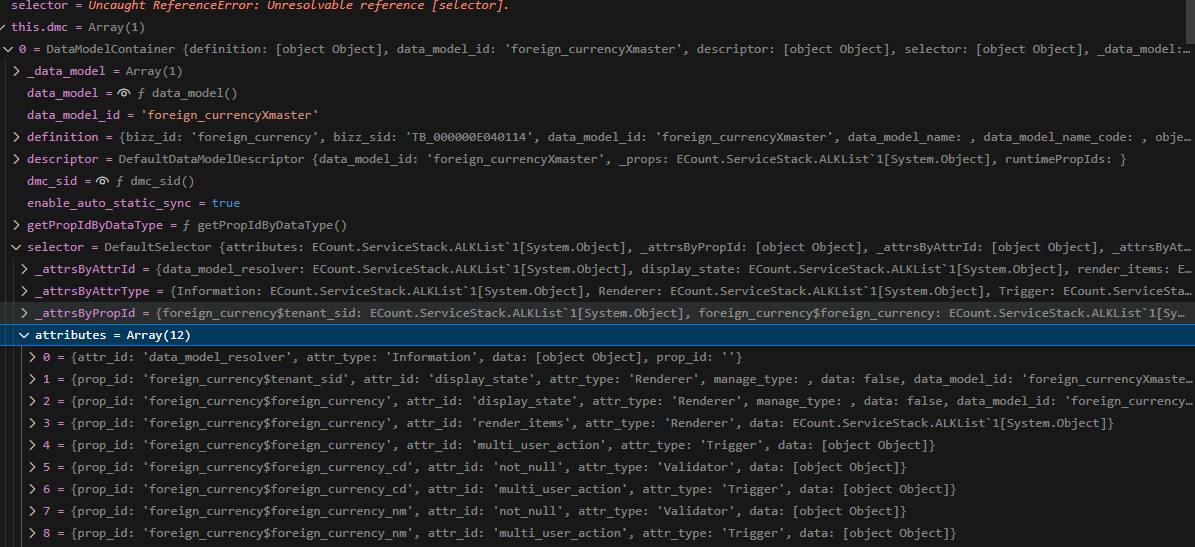 selector = Uncaught ReferenceError: Unresolvable reference [selector].
this.dmc = Array(1)
0 = DataModelContainer {definition: [object Object], data_model_id: 'foreign_currencyXmaster', descriptor: [object Object], selector: [object Object], _data_model:…
_data_model = Array(1)
data_model = ƒ data_model()
data_model_id = 'foreign_currencyXmaster'
definition = {bizz_id: 'foreign_currency', bizz_sid: 'TB_000000E040114', data_model_id: 'foreign_currencyXmaster', data_model_name: , data_model_name_code: , obje…
descriptor = DefaultDataModelDescriptor {data_model_id: 'foreign_currencyXmaster', _props: ECount.ServiceStack.ALKList`1[System.Object], runtimePropIds: }
dmc_sid = ƒ dmc_sid()
enable_auto_static_sync = true
getPropIdByDataType = ƒ getPropIdByDataType()
selector = DefaultSelector {attributes: ECount.ServiceStack.ALKList`1[System.Object], _attrsByPropId: [object Object], _attrsByAttrId: [object Object], _attrsByAt…
_attrsByAttrId = {data_model_resolver: ECount.ServiceStack.ALKList`1[System.Object], display_state: ECount.ServiceStack.ALKList`1[System.Object], render_items: E…
_attrsByAttrType = {Information: ECount.ServiceStack.ALKList`1[System.Object], Renderer: ECount.ServiceStack.ALKList`1[System.Object], Trigger: ECount.ServiceSta…
_attrsByPropId = {foreign_currency$tenant_sid: ECount.ServiceStack.ALKList`1[System.Object], foreign_currency$foreign_currency: ECount.ServiceStack.ALKList`1[Sy…
attributes = Array(12)
0 = {attr_id: 'data_model_resolver', attr_type: 'Information', data: [object Object], prop_id: ''}
1 = {prop_id: 'foreign_currency$tenant_sid', attr_id: 'display_state', attr_type: 'Renderer', manage_type: , data: false, data_model_id: 'foreign_currencyXmaste…
2 = {prop_id: 'foreign_currency$foreign_currency', attr_id: 'display_state', attr_type: 'Renderer', manage_type: , data: false, data_model_id: 'foreign_currency…
3 = {prop_id: 'foreign_currency$foreign_currency', attr_id: 'render_items', attr_type: 'Renderer', data: ECount.ServiceStack.ALKList`1[System.Object]}
4 = {prop_id: 'foreign_currency$foreign_currency', attr_id: 'multi_user_action', attr_type: 'Trigger', data: [object Object]}
5 = {prop_id: 'foreign_currency$foreign_currency_cd', attr_id: 'not_null', attr_type: 'Validator', data: [object Object]}
6 = {prop_id: 'foreign_currency$foreign_currency_cd', attr_id: 'multi_user_action', attr_type: 'Trigger', data: [object Object]}
7 = {prop_id: 'foreign_currency$foreign_currency_nm', attr_id: 'not_null', attr_type: 'Validator', data: [object Object]}
8 = {prop_id: 'foreign_currency$foreign_currency_nm', attr_id: 'multi_user_action', attr_type: 'Trigger', data: [object Object]}